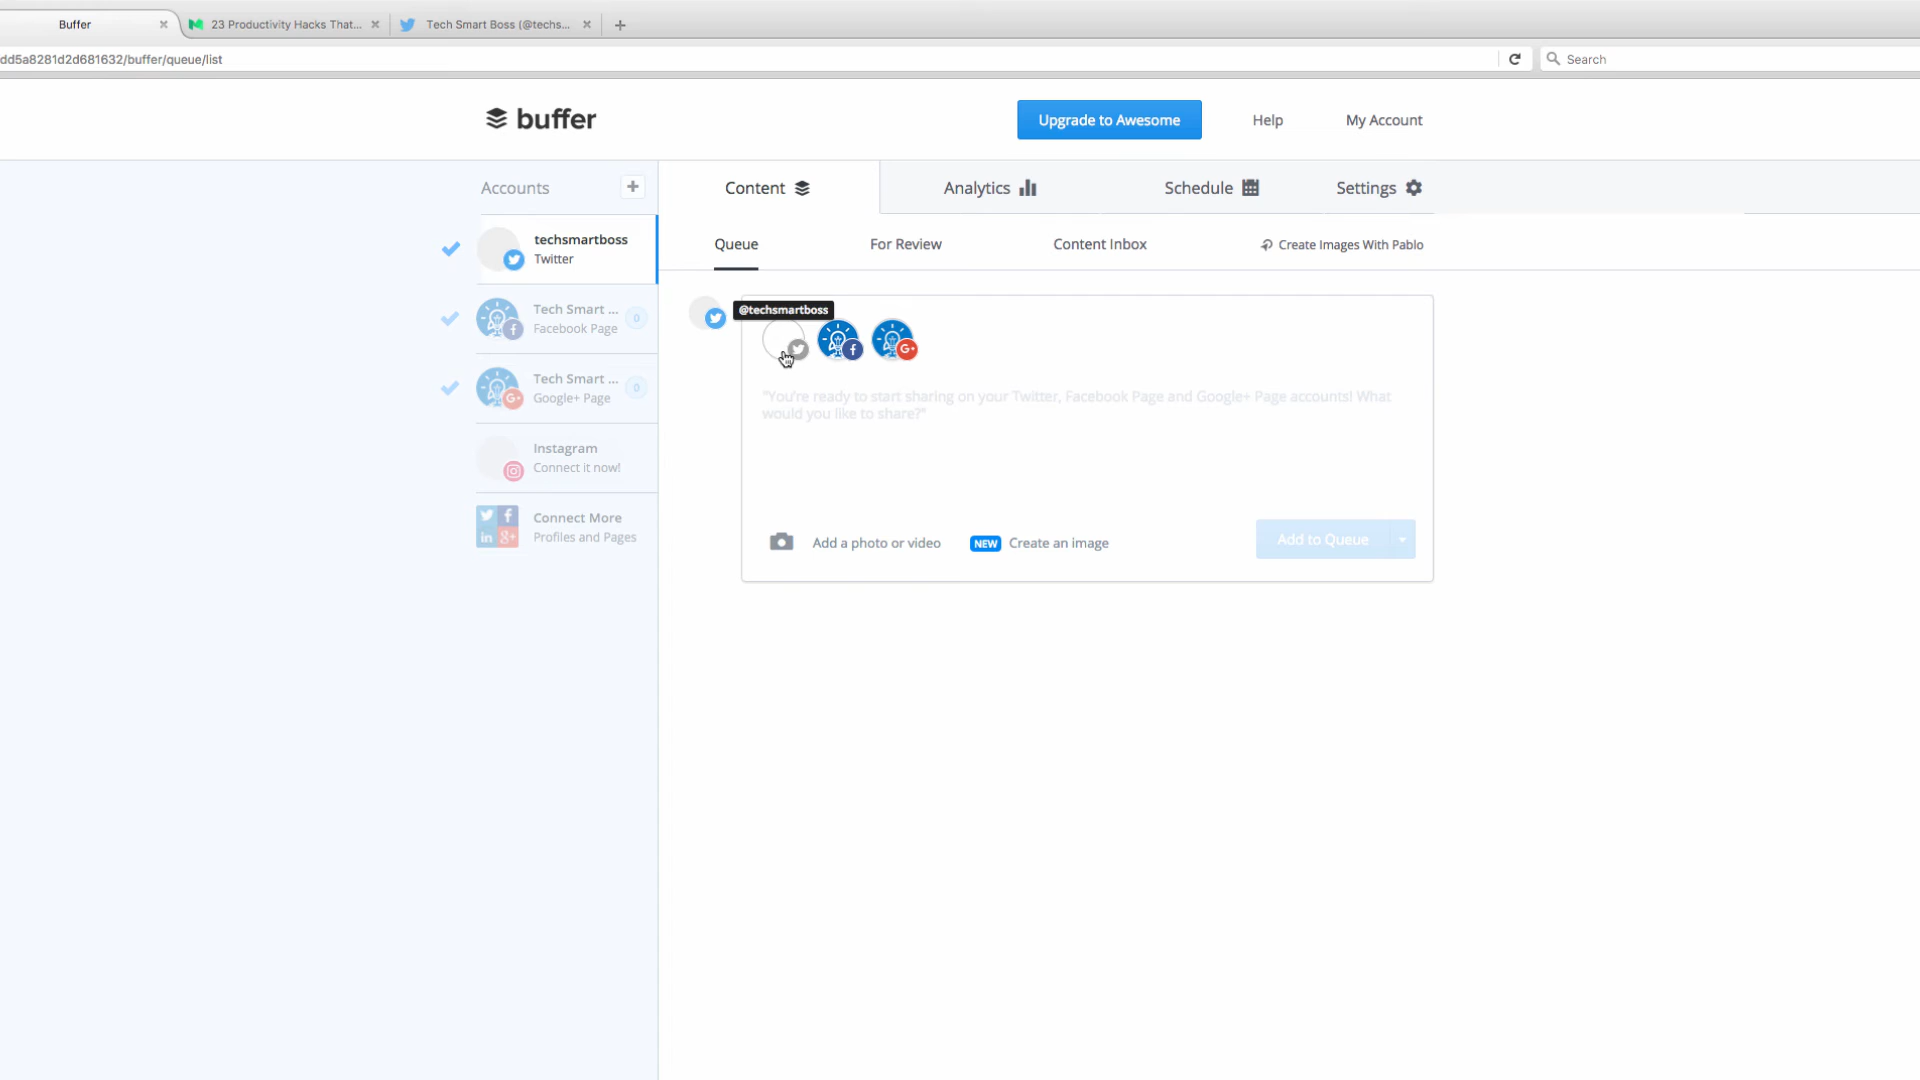 Buffer
23 Productivity Hacks That...
Tech Smart Boss (@techs...
dd5a8281d2d681632/buffer/queue/list
Search
buffer
Upgrade to Awesome
Help
My Account
Accounts
Content
Analytics
Schedule
Settings
techsmartboss
Twitter
Queue
For Review
Content Inbox
Create Images With Pablo
Tech Smart ...
Facebook Page
0
@techsmartboss
Tech Smart ...
Google+ Page
0
"You're ready to start sharing on your Twitter, Facebook Page and Google+ Page accounts! What
would you like to share?"
Instagram
Connect it now!
Connect More
Profiles and Pages
Add a photo or video
NEW
Create an image
Add to Queue